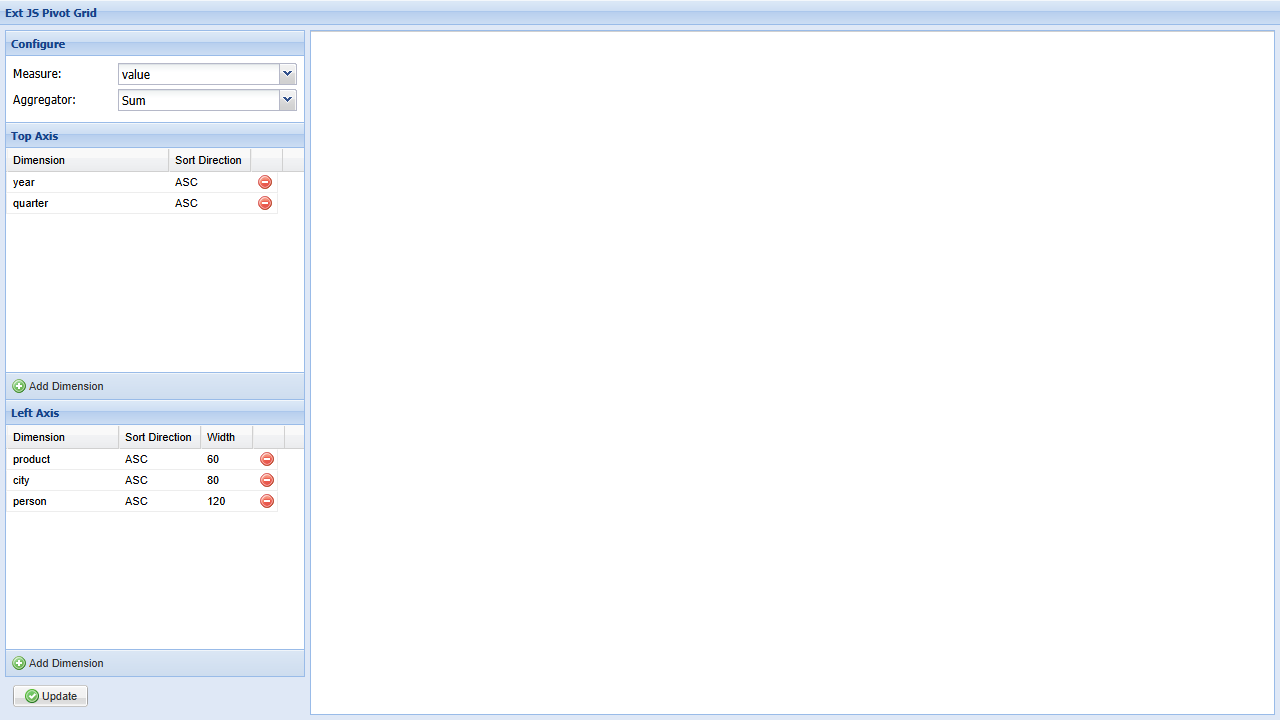 Ext JS Pivot Grid
Configure
Measure: value
Aggregator: Sum
Top Axis
Dimension Sort Direction
year ASC
quarter ASC
Add Dimension
Left Axis
Dimension Sort Direction Width
product ASC 60
city ASC 80
person ASC 120
Add Dimension
Update